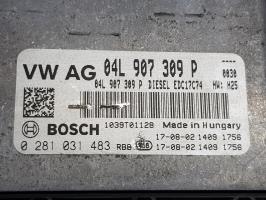 VW AG 04L 907 309 P
0030
04L 907 309 P DIESEL EDC17C74 HW: H25
BOSCH 1039T01128 Made in Hungary
17-08-02 1409 1756
0 281 031 483 RBB 17-08-02 1409 1756